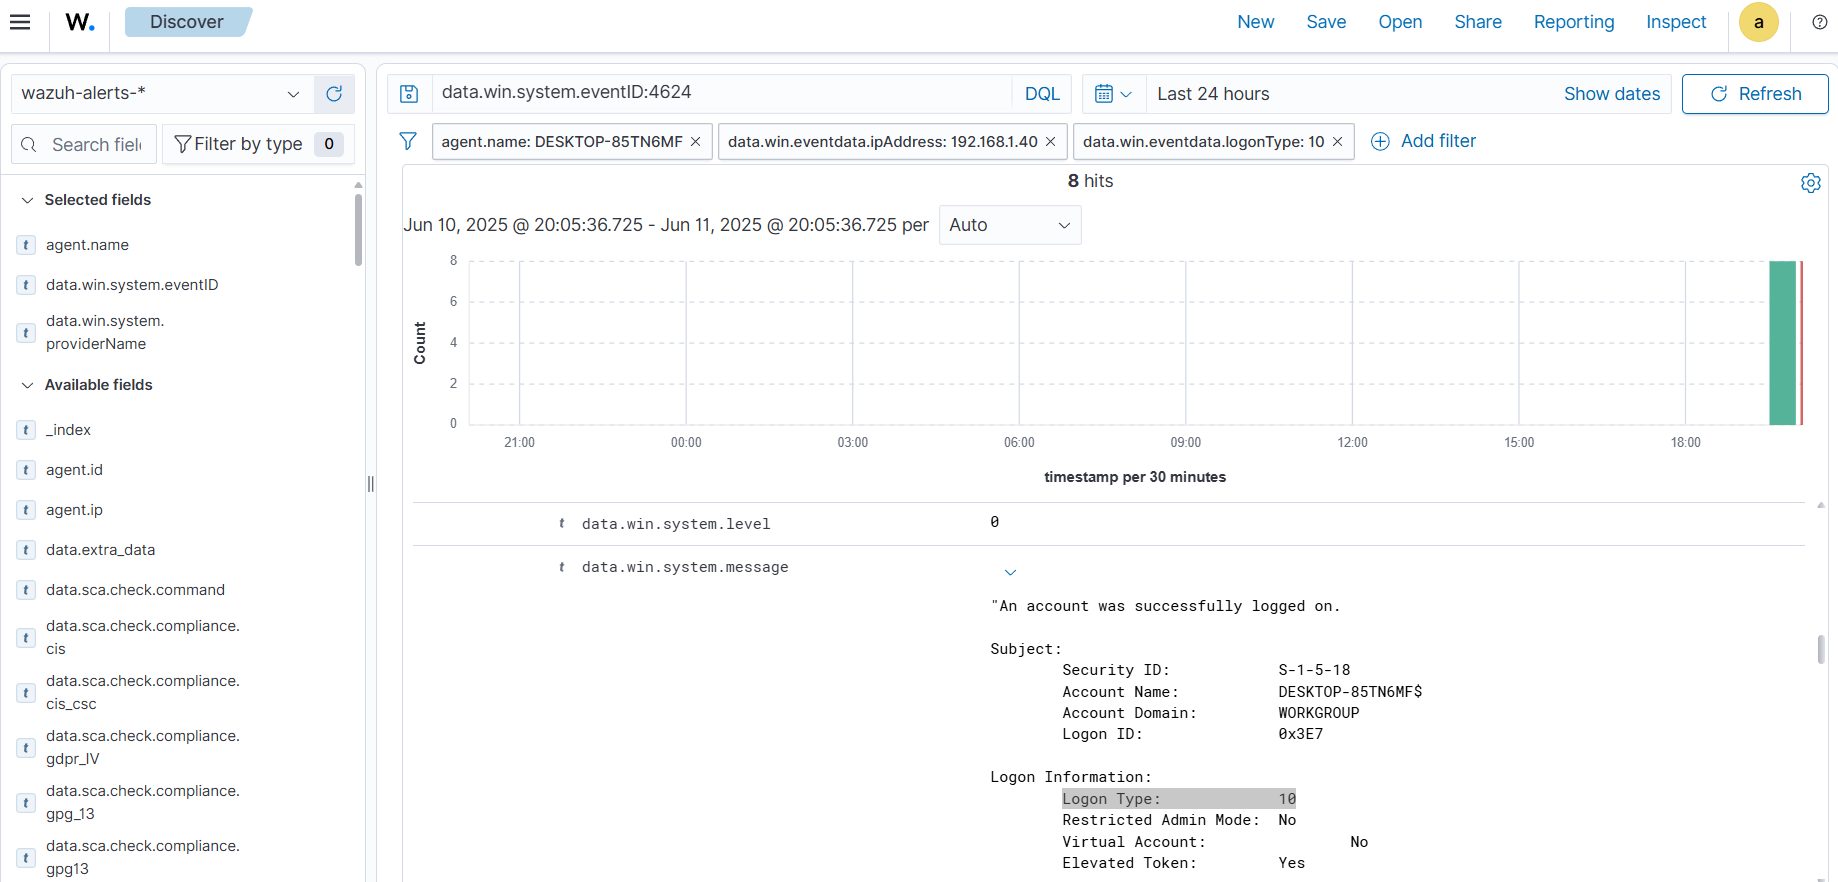 W.
Discover
New Save Open Share Reporting Inspect
a
wazuh-alerts-*
data.win.system.eventID:4624
DQL
Last 24 hours
Show dates
Refresh
Filter by type 0
agent.name: DESKTOP-85TN6MF
data.win.eventdata.ipAddress: 192.168.1.40
data.win.eventdata.logonType: 10
Add filter
Selected fields
t agent.name
t data.win.system.eventID
t data.win.system.
providerName
Available fields
t _index
t agent.id
t agent.ip
t data.extra_data
t data.sca.check.command
t data.sca.check.compliance.
cis
t data.sca.check.compliance.
cis_csc
t data.sca.check.compliance.
gdpr_IV
t data.sca.check.compliance.
gpg_13
t data.sca.check.compliance.
gpg13
8 hits
Jun 10, 2025 @ 20:05:36.725 - Jun 11, 2025 @ 20:05:36.725 per
Auto
Count
8
6
4
2
0
21:00 00:00 03:00 06:00 09:00 12:00 15:00 18:00
timestamp per 30 minutes
t data.win.system.level 0
t data.win.system.message
"An account was successfully logged on.
Subject:
Security ID: S-1-5-18
Account Name: DESKTOP-85TN6MF$
Account Domain: WORKGROUP
Logon ID: 0x3E7
Logon Information:
Logon Type: 10
Restricted Admin Mode: No
Virtual Account: No
Elevated Token: Yes